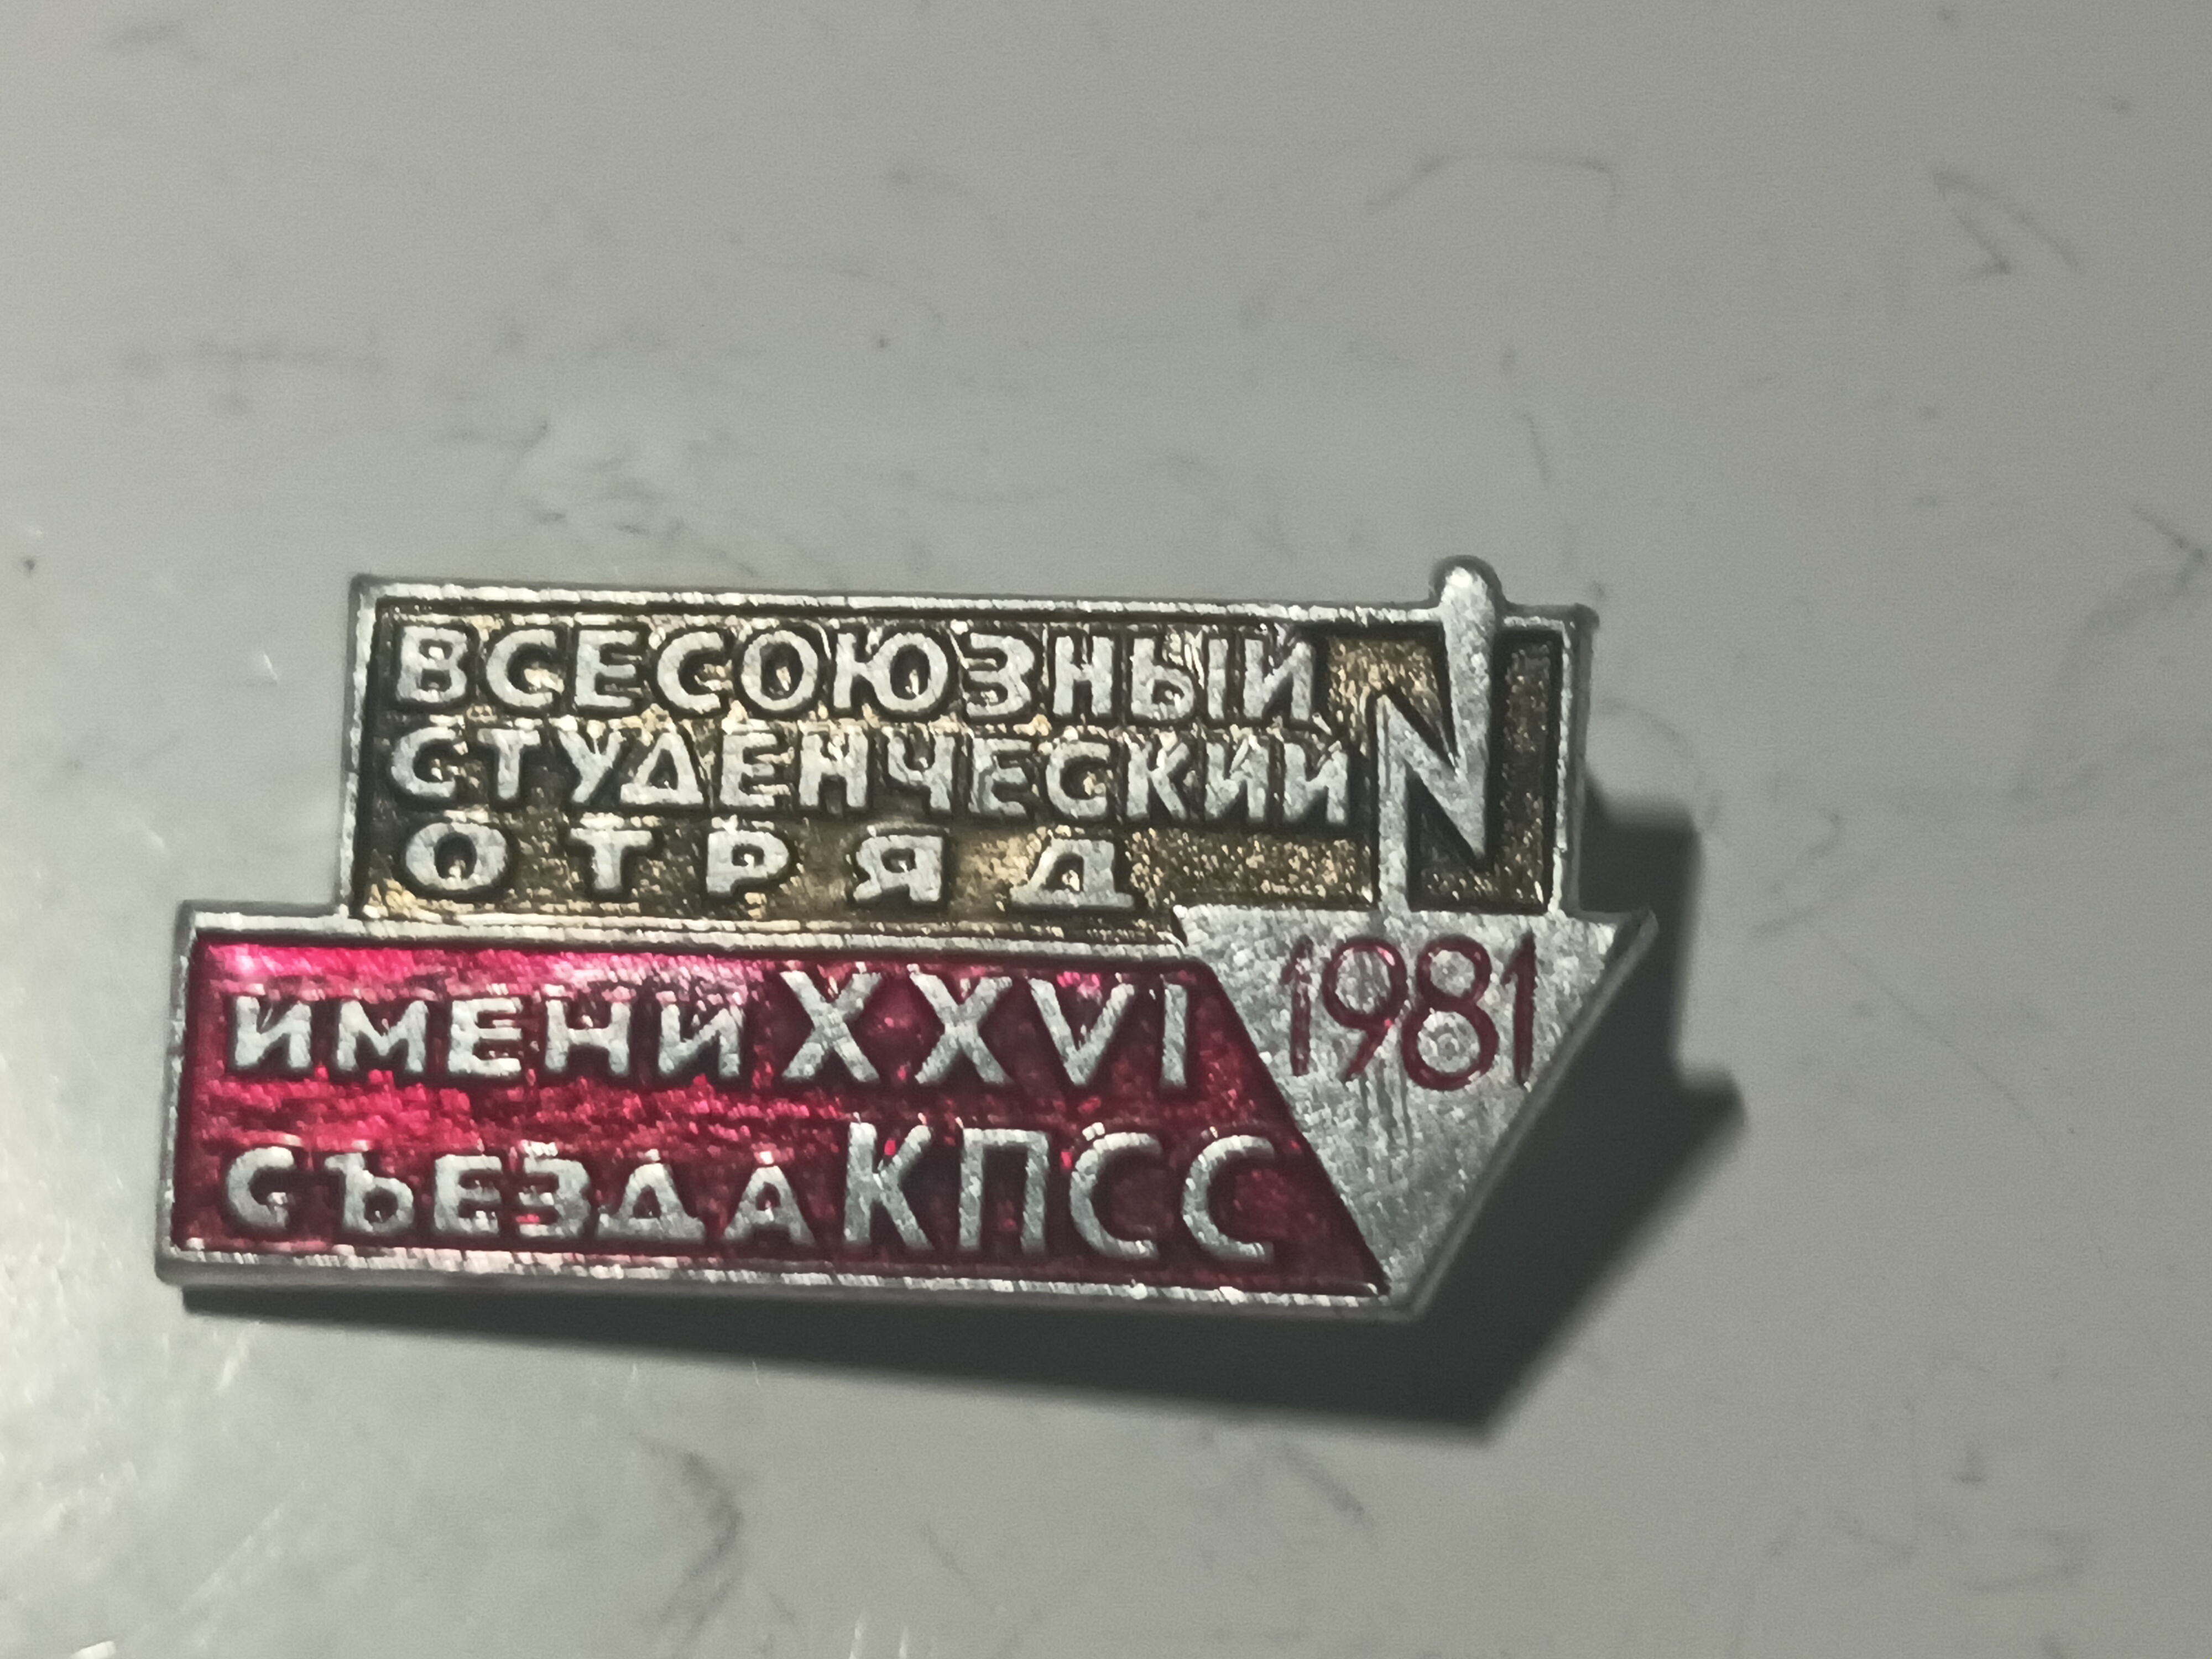 ВСЕСОЮЗНЫЙ
СТУДЕНЧЕСКИЙ
ОТРЯД
1981
ИМЕНИ XXVI
СЪЕЗДА КПСС